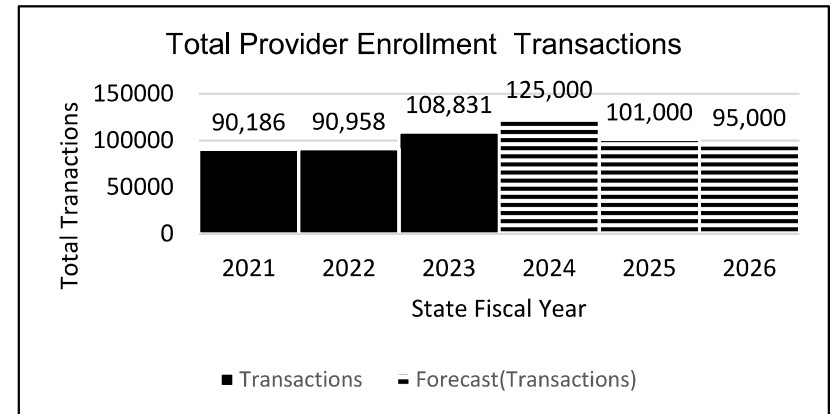 Total Provider Enrollment Transactions
Total Tranactions
150000
100000
50000
0
90,186
90,958
108,831
125,000
101,000
95,000
2021 2022 2023 2024 2025 2026
State Fiscal Year
Transactions Forecast(Transactions)